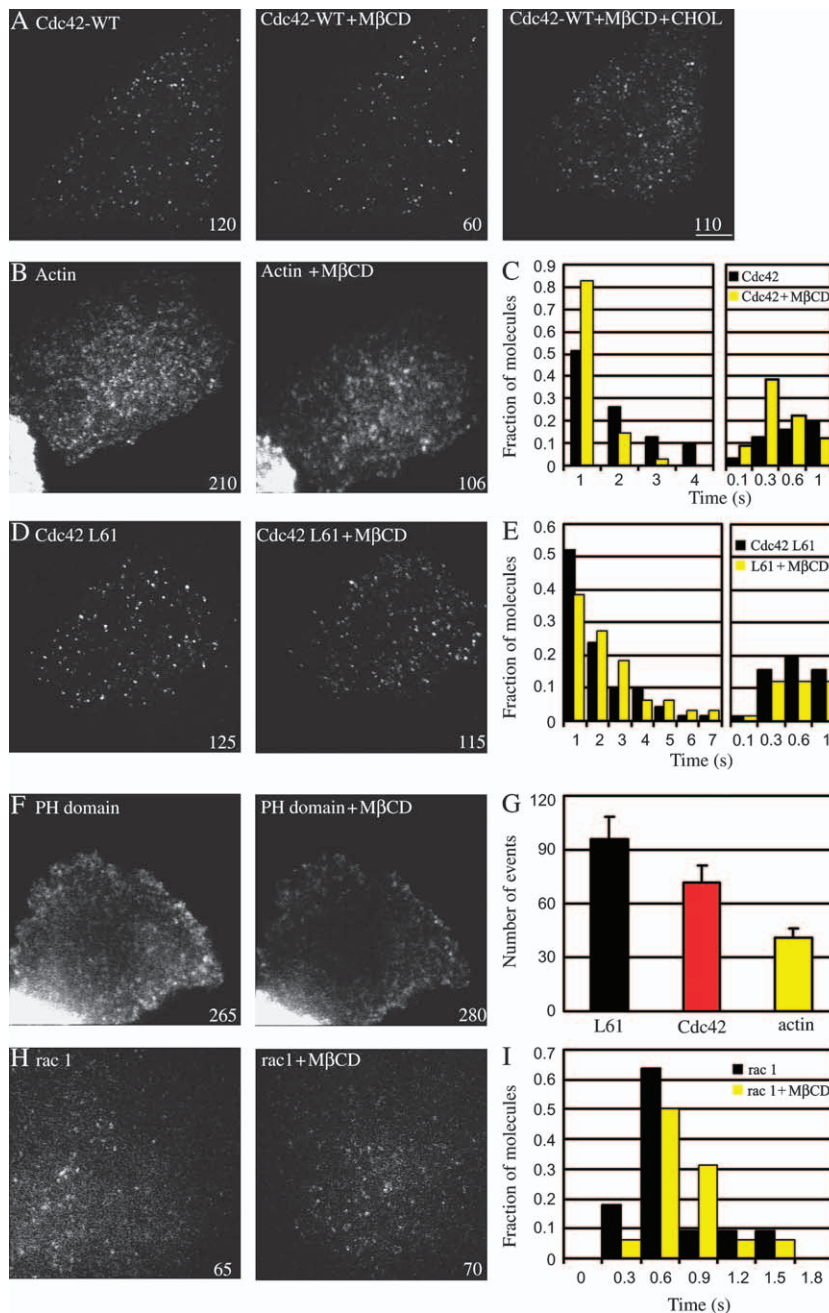 A Cdc42-WT
120
Cdc42-WT+MβCD
60
Cdc42-WT+MβCD+CHOL
110
B Actin
210
Actin +MβCD
106
C
Fraction of molecules
0.9
0.8
0.7
0.6
0.5
0.4
0.3
0.2
0.1
0
Cdc42
Cdc42+MβCD
1 2 3 4
0.1 0.3 0.6 1
Time (s)
D Cdc42 L61
125
Cdc42 L61+MβCD
115
E
Fraction of molecules
0.6
0.5
0.4
0.3
0.2
0.1
0
Cdc42 L61
L61+MβCD
1 2 3 4 5 6 7
0.1 0.3 0.6 1
Time (s)
F PH domain
265
PH domain+MβCD
280
G
Number of events
120
90
60
30
0
L61 Cdc42 actin
H rac 1
65
rac1+MβCD
70
I
Fraction of molecules
0.7
0.6
0.5
0.4
0.3
0.2
0.1
0
rac 1
rac 1+MβCD
0 0.3 0.6 0.9 1.2 1.5 1.8
Time (s)